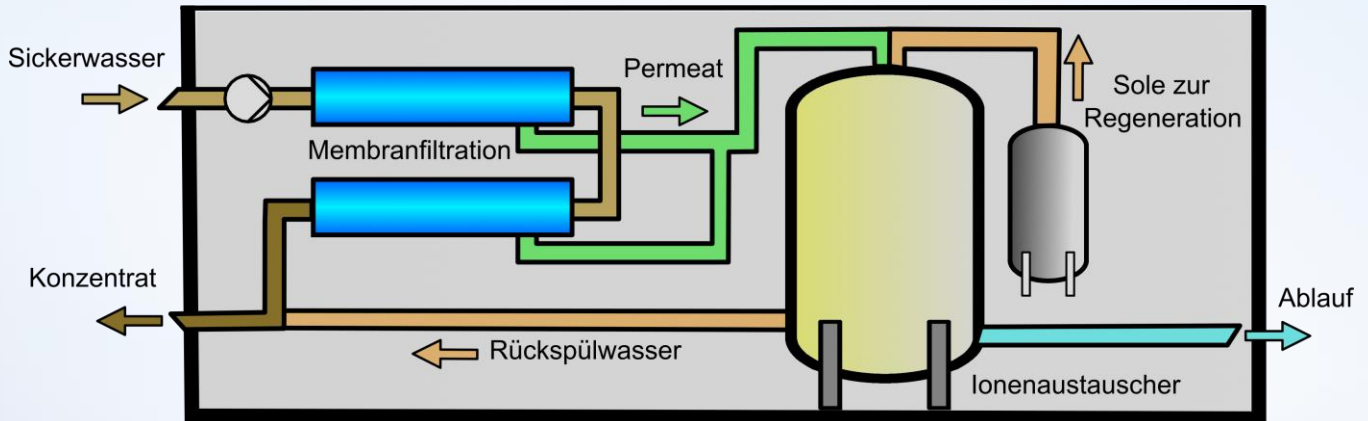 Sickerwasser
Permeat
Sole zur
Regeneration
Membranfiltration
Konzentrat
Ablauf
Rückspülwasser
Ionenaustauscher